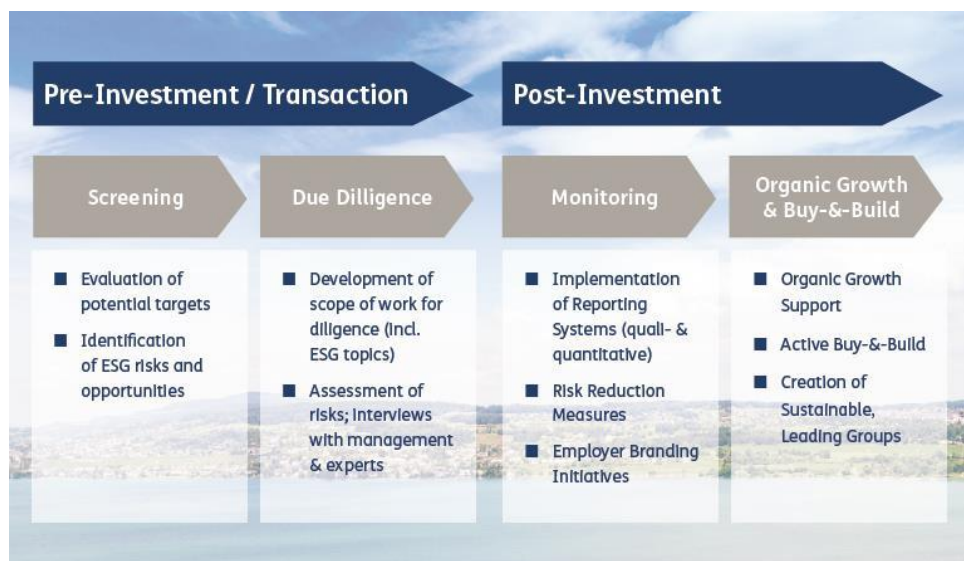 Pre-Investment / Transaction
Post-Investment
Screening
Due Dilligence
Monitoring
Organic Growth
& Buy-&-Build
■ Evaluation of
potential targets
■ Identification
of ESG risks and
opportunities
■ Development of
scope of work for
diligence (incl.
ESG topics)
■ Assessment of
risks; interviews
with management
& experts
■ Implementation
of Reporting
Systems (quali- &
quantitative)
■ Risk Reduction
Measures
■ Employer Branding
Initiatives
■ Organic Growth
Support
■ Active Buy-&-Build
■ Creation of
Sustainable,
Leading Groups